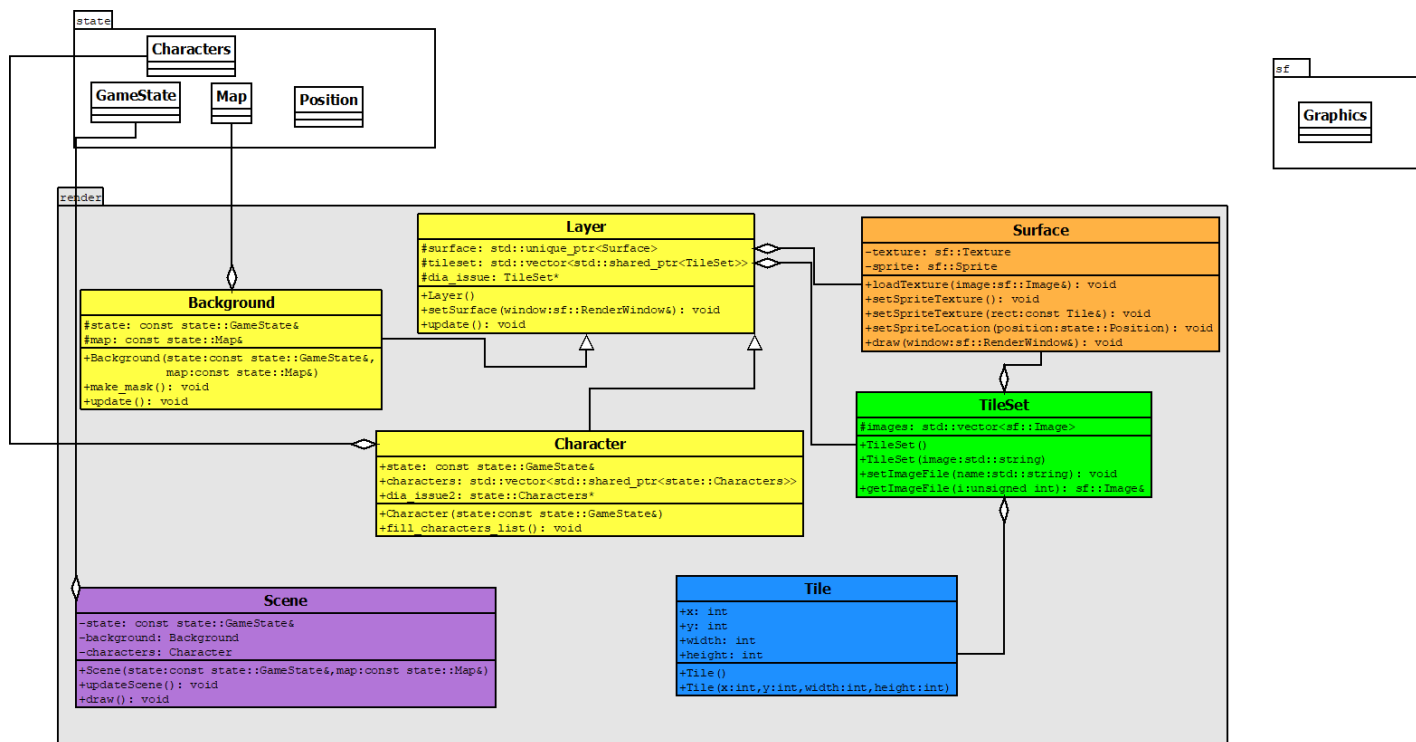 state
Characters
GameState
Map
Position
sf
Graphics
render
Layer
#surface: std::unique_ptr<Surface>
#tileset: std::vector<std::shared_ptr<TileSet>>
#dia_issue: TileSet*
+Layer()
+setSurface(window:sf::RenderWindow&): void
+update(): void
Surface
-texture: sf::Texture
-sprite: sf::Sprite
+loadTexture(image:sf::Image&): void
+setSpriteTexture(): void
+setSpriteTexture(rect:const Tile&): void
+setSpriteLocation(position:state::Position): void
+draw(window:sf::RenderWindow&): void
Background
#state: const state::GameState&
#map: const state::Map&
+Background(state:const state::GameState&,
map:const state::Map&)
+make_mask(): void
+update(): void
TileSet
#images: std::vector<sf::Image>
+TileSet()
+TileSet(image:std::string)
+setImageFile(name:std::string): void
+getImageFile(i:unsigned int): sf::Image&
Character
+state: const state::GameState&
+characters: std::vector<std::shared_ptr<state::Characters>>
+dia_issue2: state::Characters*
+Character(state:const state::GameState&)
+fill_characters_list(): void
Scene
-state: const state::GameState&
-background: Background
-characters: Character
+Scene(state:const state::GameState&,map:const state::Map&)
+updateScene(): void
+draw(): void
Tile
+x: int
+y: int
+width: int
+height: int
+Tile()
+Tile(x:int,y:int,width:int,height:int)